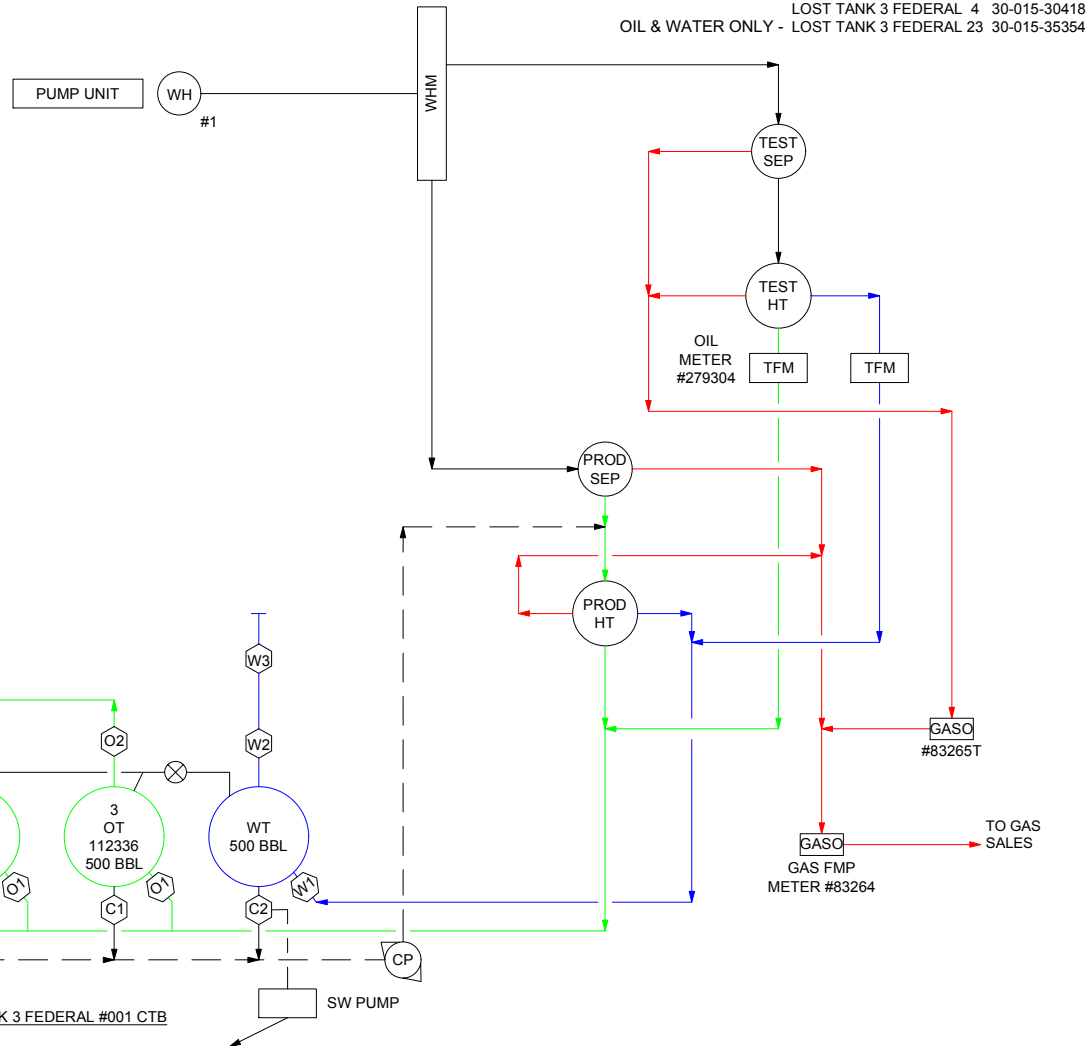 LOST TANK 3 FEDERAL 4 30-015-30418
OIL & WATER ONLY - LOST TANK 3 FEDERAL 23 30-015-35354
PUMP UNIT
WH
#1
WHM
TEST
SEP
TEST
HT
OIL
METER
#279304
TFM
TFM
PROD
SEP
PROD
HT
W3
O2
W2
GASO
#83265T
3
OT
112336
500 BBL
WT
500 BBL
GASO
TO GAS
SALES
GAS FMP
METER #83264
O1
O1
W1
C1
C2
CP
SW PUMP
K 3 FEDERAL #001 CTB